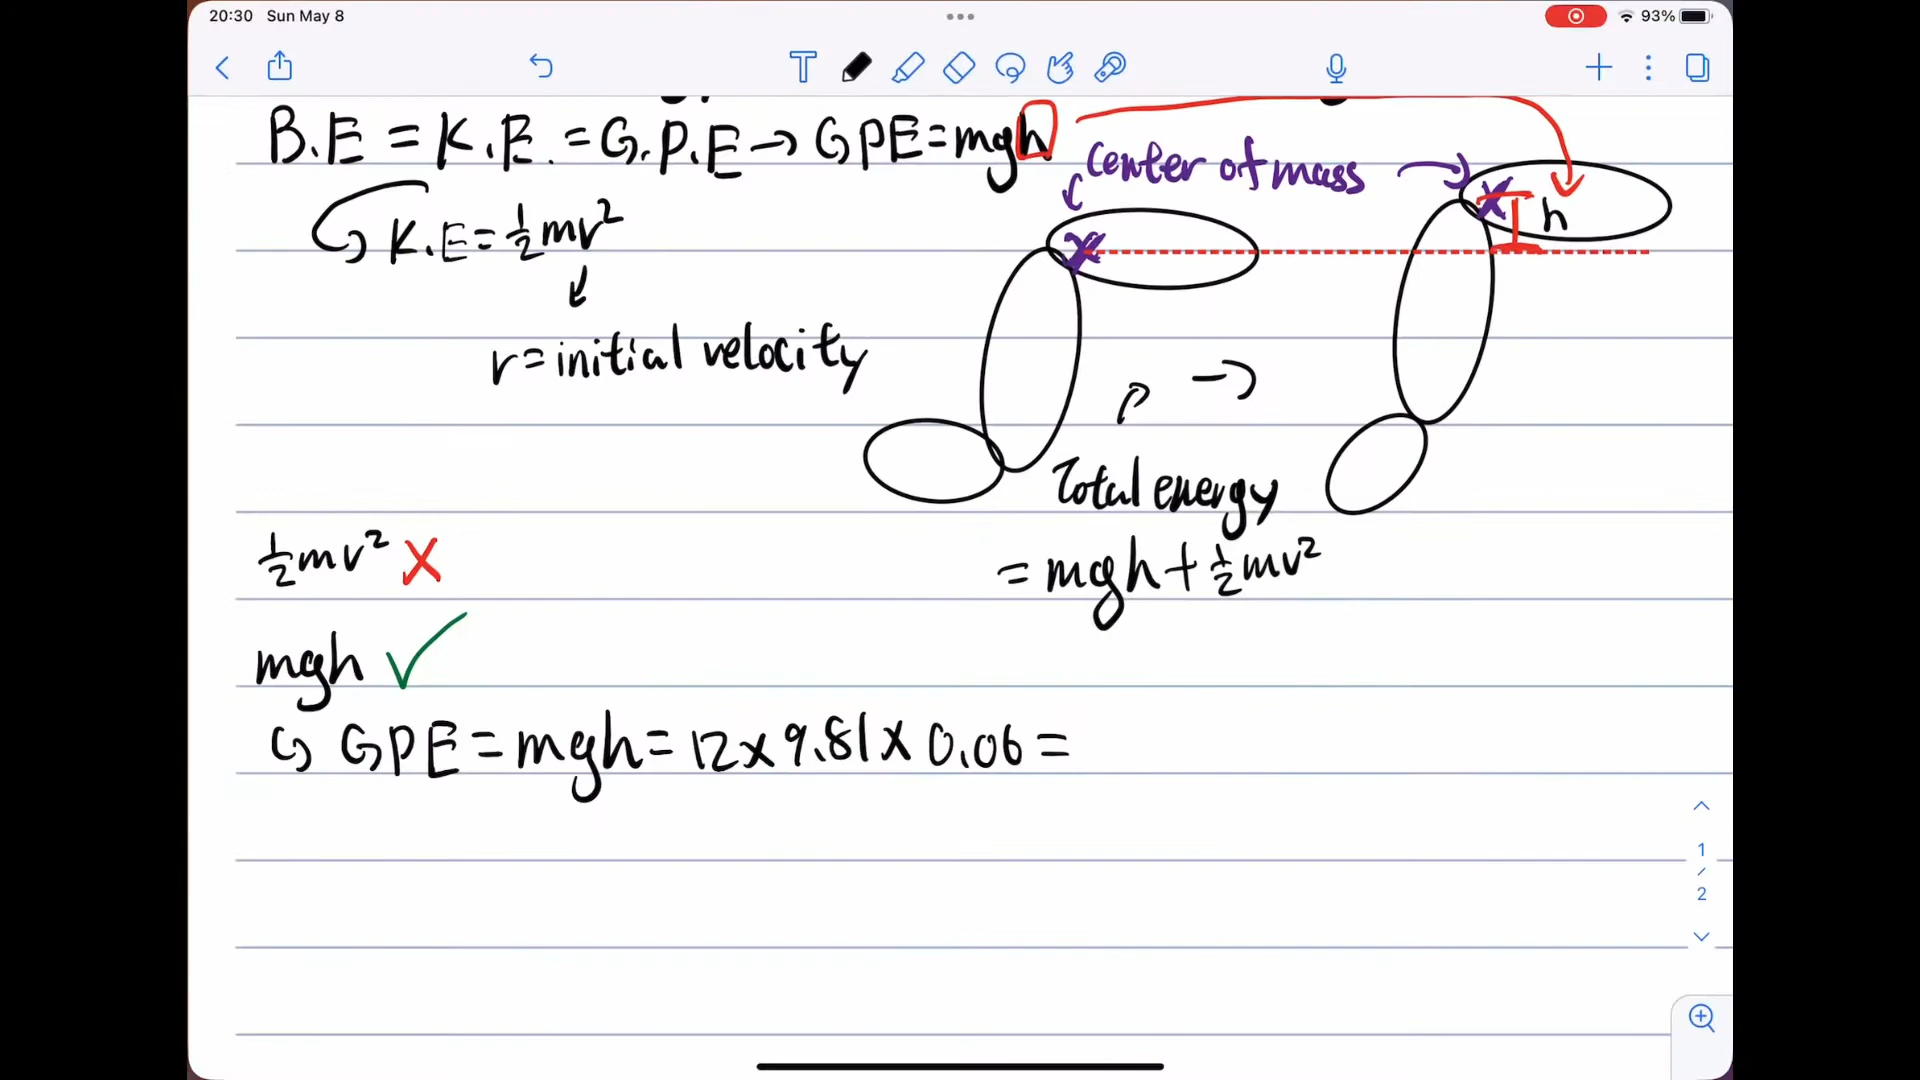 20:30 Sun May 8
93%
B.E = K.E. = G.P.E → GPE=mgh
center of mass
K.E = ½mv²
h
v = initial velocity
Total energy
= mgh + ½mv²
½mv² X
mgh ✓
GPE = mgh = 12 x 9.81 x 0.06 =
1
/
2